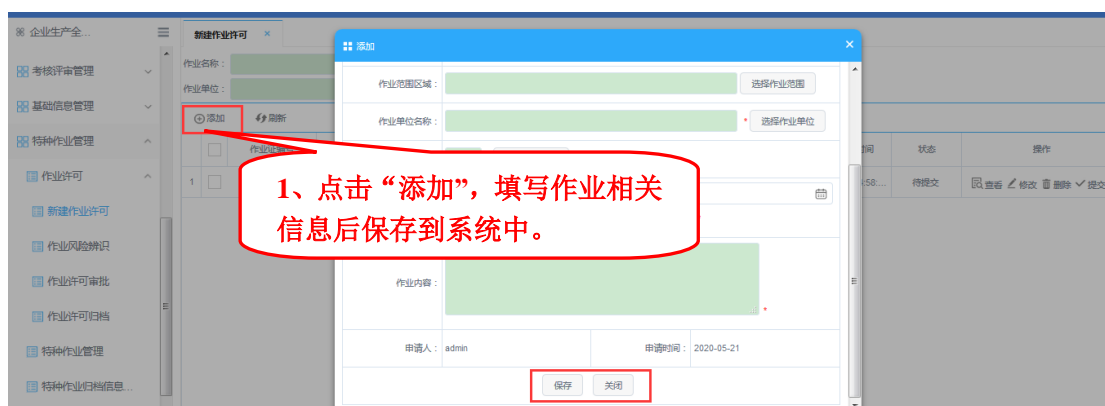 企业生产全...
新建作业许可 ×
添加
考核评审管理
作业名称：
作业范围区域：
选择作业范围
基础信息管理
作业单位：
添加 刷新
作业单位名称：
* 选择作业单位
特种作业管理
时间 状态 操作
作业许可
1
:58:...
待提交
查看 修改 删除 提交
1、点击“添加”，填写作业相关
信息后保存到系统中。
新建作业许可
作业风险辨识
作业内容：
*
作业许可审批
作业许可归档
特种作业管理
申请人： admin
申请时间： 2020-05-21
特种作业归档信息...
保存 关闭